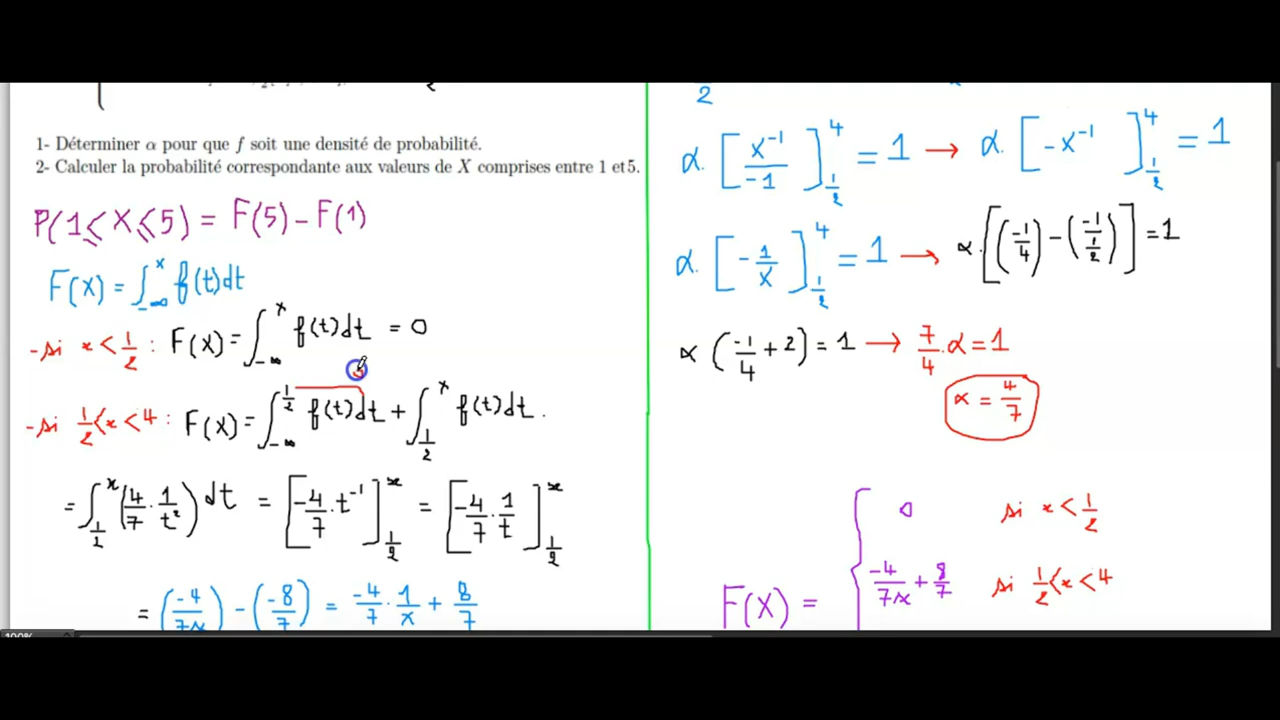 1- Déterminer α pour que f soit une densité de probabilité.
2- Calculer la probabilité correspondante aux valeurs de X comprises entre 1 et5.
P(1≤X≤5) = F(5) - F(1)
F(X) = ∫_{-∞}^{x} f(t)dt
- si x < 1/2 : F(X) = ∫_{-∞}^{x} f(t)dt = 0
- si 1/2 < x < 4 : F(X) = ∫_{-∞}^{1/2} f(t)dt + ∫_{1/2}^{x} f(t)dt.
= ∫_{1/2}^{x} (4/7 · 1/t²) dt = [-4/7 · t⁻¹]_{1/2}^{x} = [-4/7 · 1/t]_{1/2}^{x}
= (-4/7x) - (-8/7) = -4/7 · 1/x + 8/7
2
α. [x⁻¹/-1]_{1/2}^{4} = 1 → α. [-x⁻¹]_{1/2}^{4} = 1
α. [-1/x]_{1/2}^{4} = 1 → α. [(-1/4) - (-1/(1/2))] = 1
α (-1/4 + 2) = 1 → 7/4 . α = 1
α = 4/7
0 si x < 1/2
F(X) = { -4/7x + 8/7 si 1/2 < x < 4
100%